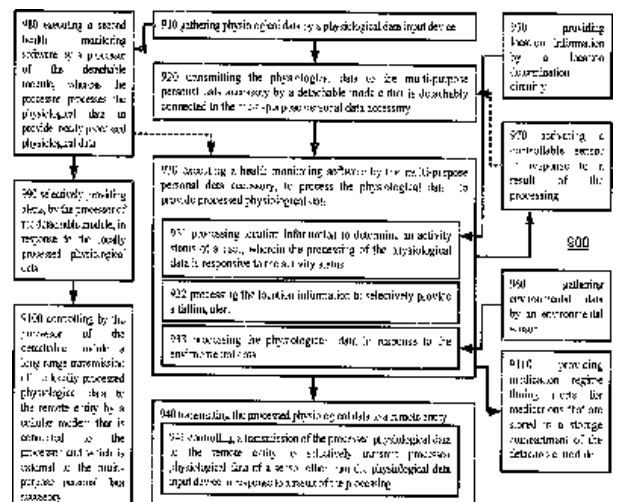 980 executing a second
health monitoring
software by a processor
of the detachable
module, whereas the
processor processes the
physiological data to
provide locally processed
physiological data
910 gathering physiological data by a physiological data input device
950 providing
location information
by a location
determination
circuitry
920 transmitting the physiological data to the multi-purpose
personal data accessory by a detachable module that is detachably
connected to the multi-purpose personal data accessory
970 activating a
controllable sensor
in response to a
result of the
processing
930 executing a health monitoring software by the multi-purpose
personal data accessory, to process the physiological data to
provide processed physiological data
990 selectively providing
alerts, by the processor of
the detachable module, in
response to the locally
processed physiological
data
931 processing location information to determine an activity
status of a user, wherein the processing of the physiological
data is responsive to the activity status
900
932 processing the location information to selectively provide
a falling alert
960 gathering
environmental data
by an environmental
sensor
933 processing the physiological data in response to the
environmental data
9100 controlling by the
processor of the
detachable module a
long range transmission
of locally processed
physiological data to
the remote entity by a
cellular modem that is
connected to the
processor and which is
external to the multi-
purpose personal data
accessory
9110 providing
medication regime
timing alerts for
medications that are
stored in a storage
compartment of the
detachable module
940 transmitting the processed physiological data to a remote entity
941 controlling a transmission of the processed physiological data
to the remote entity to selectively transmit processed
physiological data of a sensor other than the physiological data
input device in response to a result of the processing